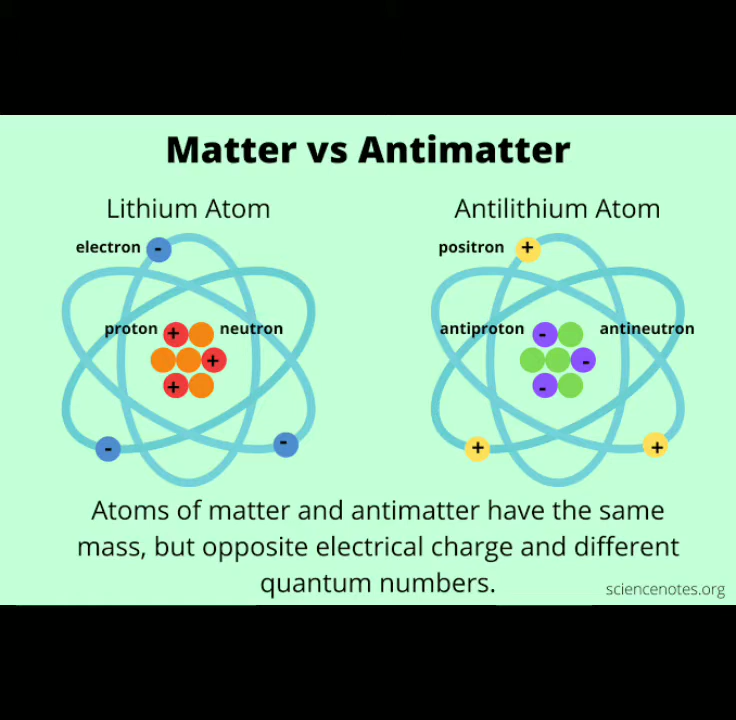 Matter vs Antimatter
Lithium Atom
Antilithium Atom
electron -
positron +
proton + neutron
antiproton - antineutron
+
-
+
-
- -
+ +
Atoms of matter and antimatter have the same
mass, but opposite electrical charge and different
quantum numbers.
sciencenotes.org